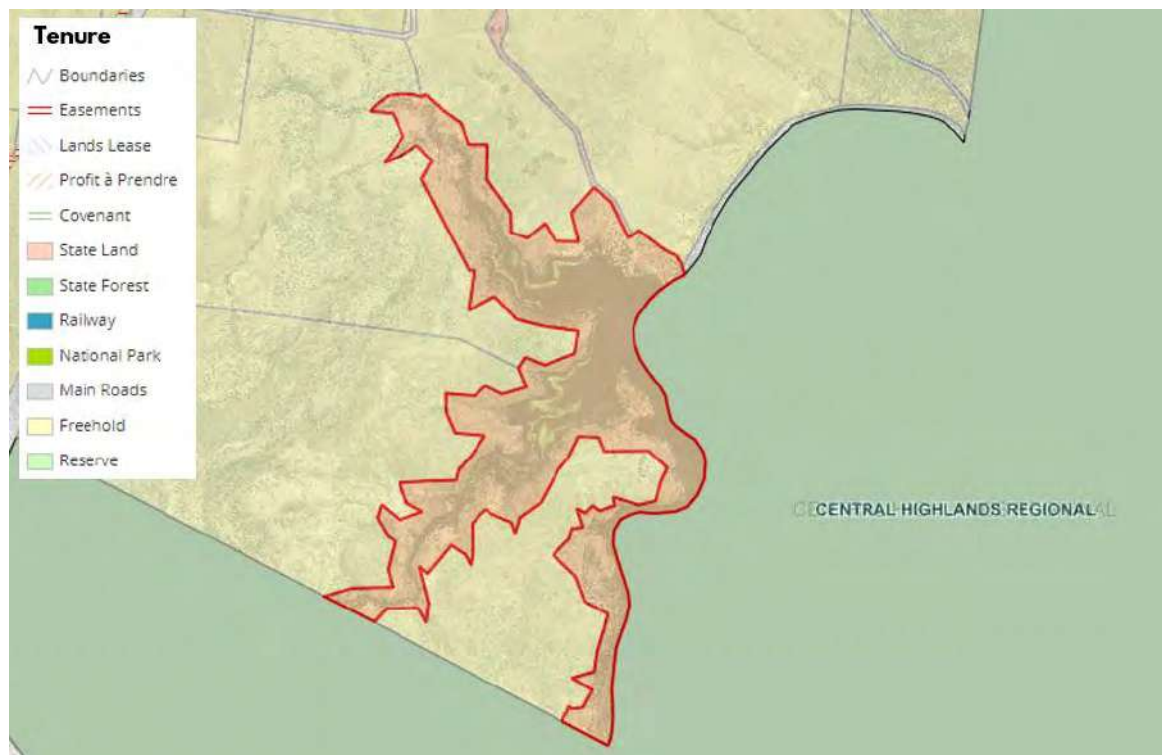 Tenure
Boundaries
Easements
Lands Lease
Profit à Prendre
Covenant
State Land
State Forest
Railway
National Park
Main Roads
Freehold
Reserve
CENTRAL HIGHLANDS REGIONAL